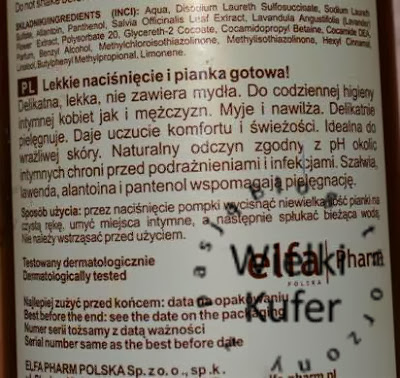 Do not shake before
SKŁADNIKI/INGREDIENTS (INCI): Aqua, Disodium Laureth Sulfosuccinate, Sodium Laureth
Sulfate, Allantoin, Panthenol, Salvia Officinalis Leaf Extract, Lavandula Angustifolia (Lavender)
Flower Extract, Polysorbate 20, Glycereth-2 Cocoate, Cocamidopropyl Betaine, Cocamide DEA,
Parfum, Benzyl Alcohol, Methylchloroisothiazolinone, Methylisothiazolinone, Hexyl Cinnamal,
Linalool, Butylphenyl Methylpropional, Limonene.
PL Lekkie naciśnięcie i pianka gotowa!
Delikatna, lekka, nie zawiera mydła. Do codziennej higieny
intymnej kobiet jak i mężczyzn. Myje i nawilża. Delikatnie
pielęgnuje. Daje uczucie komfortu i świeżości. Idealna do
wrażliwej skóry. Naturalny odczyn zgodny z pH okolic
intymnych chroni przed podrażnieniami i infekcjami. Szałwia,
lawenda, alantoina i pantenol wspomagają pielęgnację.
Sposób użycia: przez naciśnięcie pompki wycisnąć niewielką ilość pianki na
czystą rękę, umyć miejsca intymne, a następnie spłukać bieżącą wodą.
Nie należy wstrząsać przed użyciem.
Testowany dermatologicznie
Dermatologically tested
elfa Pharm
POLSKA
Wielki
Kufer
Najlepiej zużyć przed końcem: data na opakowaniu
Best before the end: see the date on the packaging
Numer serii tożsamy z datą ważności
Serial number same as the best before date
ELFA PHARM POLSKA Sp. z o. o., sp .k.